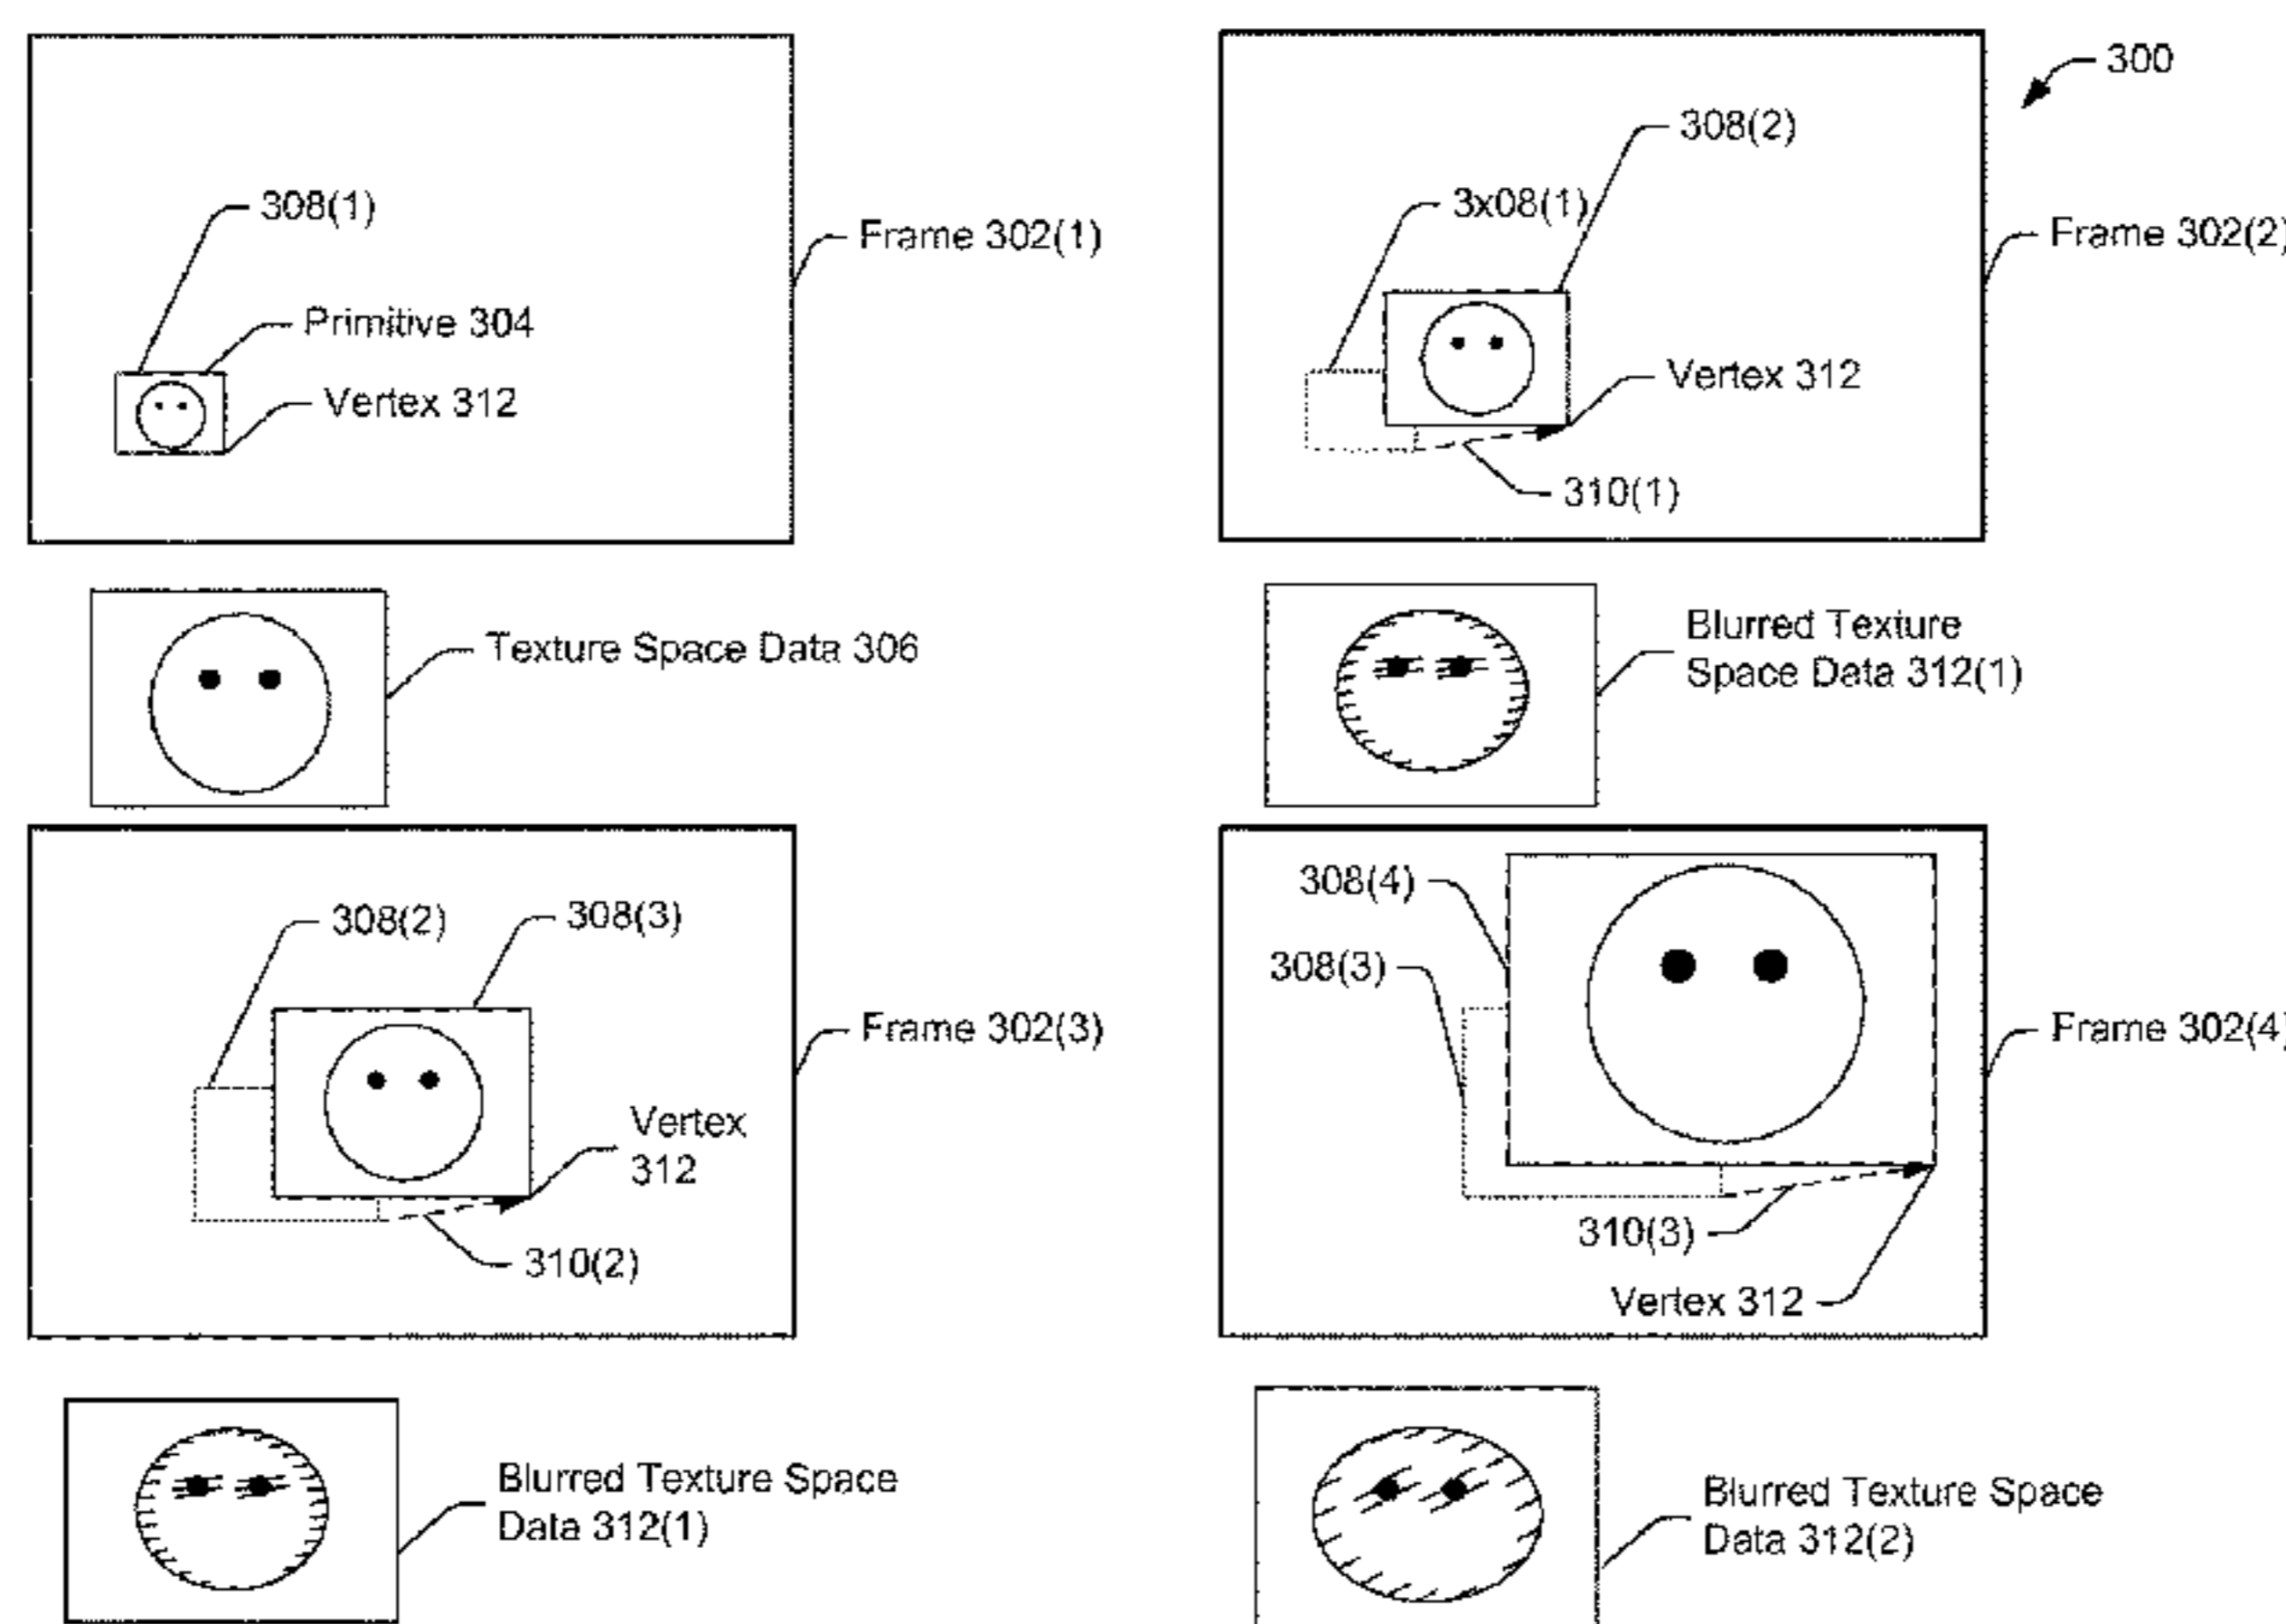 300
308(1)
Primitive 304
Vertex 312
Frame 302(1)
308(2)
3x08(1)
Vertex 312
310(1)
Frame 302(2)
Texture Space Data 306
Blurred Texture
Space Data 312(1)
308(2)
308(3)
Vertex
312
310(2)
Frame 302(3)
308(4)
308(3)
310(3)
Vertex 312
Frame 302(4)
Blurred Texture Space
Data 312(1)
Blurred Texture Space
Data 312(2)